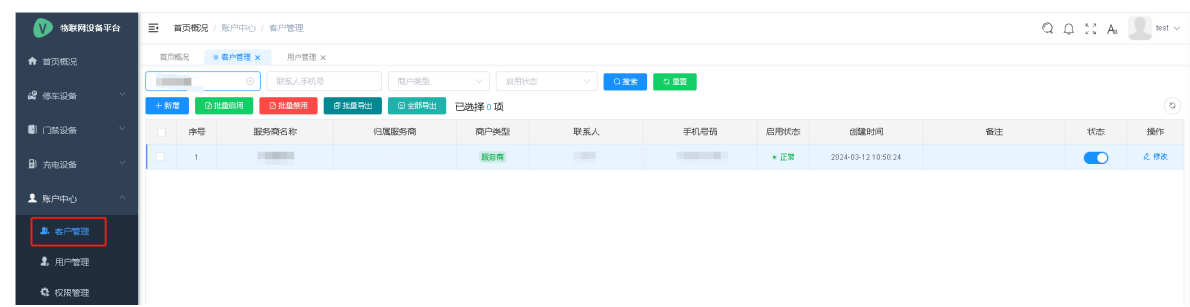 物联网设备平台
首页概况 / 账户中心 / 客户管理
Aₐ test
首页概况 客户管理 × 用户管理 ×
联系人手机号 商户类型 启用状态 搜索 重置
+ 新增 批量启用 批量禁用 批量导出 全部导出 已选择 0 项
序号 服务商名称 归属服务商 商户类型 联系人 手机号码 启用状态 创建时间 备注 状态 操作
1 服务商 正常 2024-03-12 10:50:24 修改
首页概况
停车设备
门禁设备
充电设备
账户中心
客户管理
用户管理
权限管理